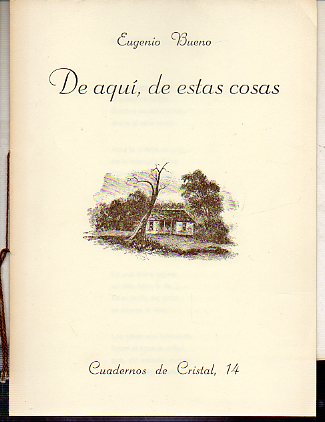 Eugenio Bueno
De aquí, de estas cosas
Cuadernos de Cristal, 14